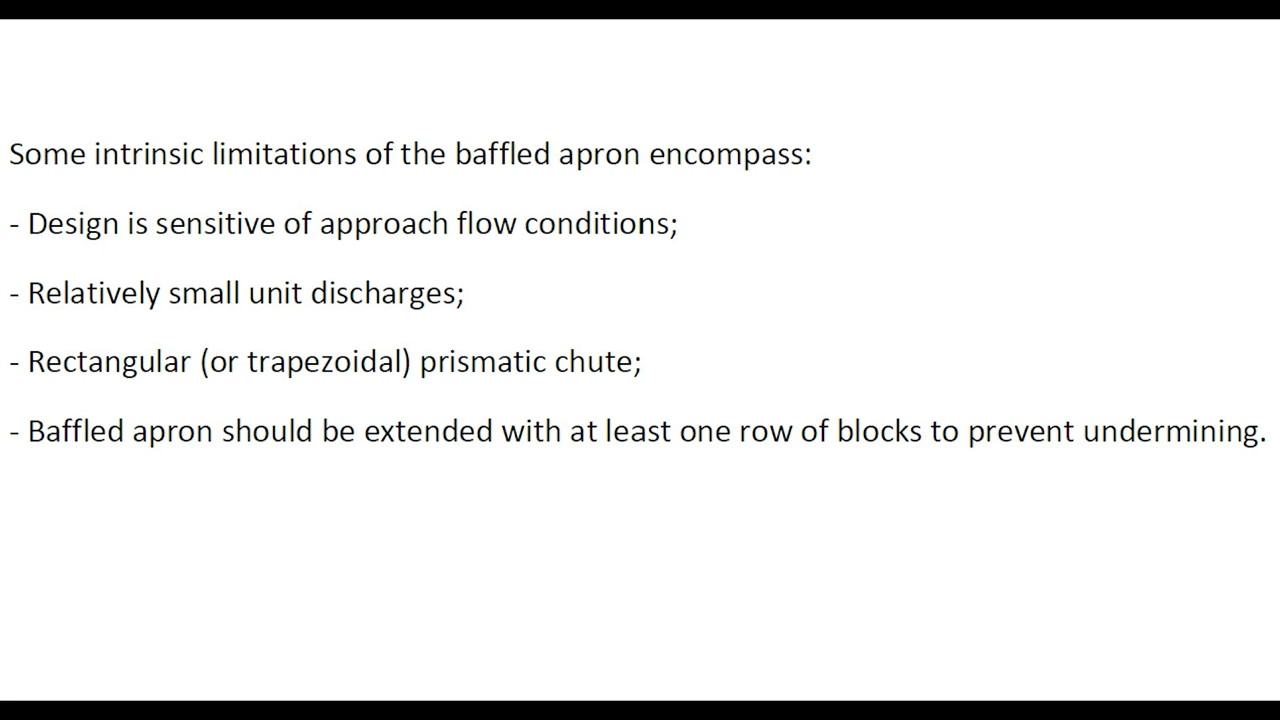 Some intrinsic limitations of the baffled apron encompass:
- Design is sensitive of approach flow conditions;
- Relatively small unit discharges;
- Rectangular (or trapezoidal) prismatic chute;
- Baffled apron should be extended with at least one row of blocks to prevent undermining.